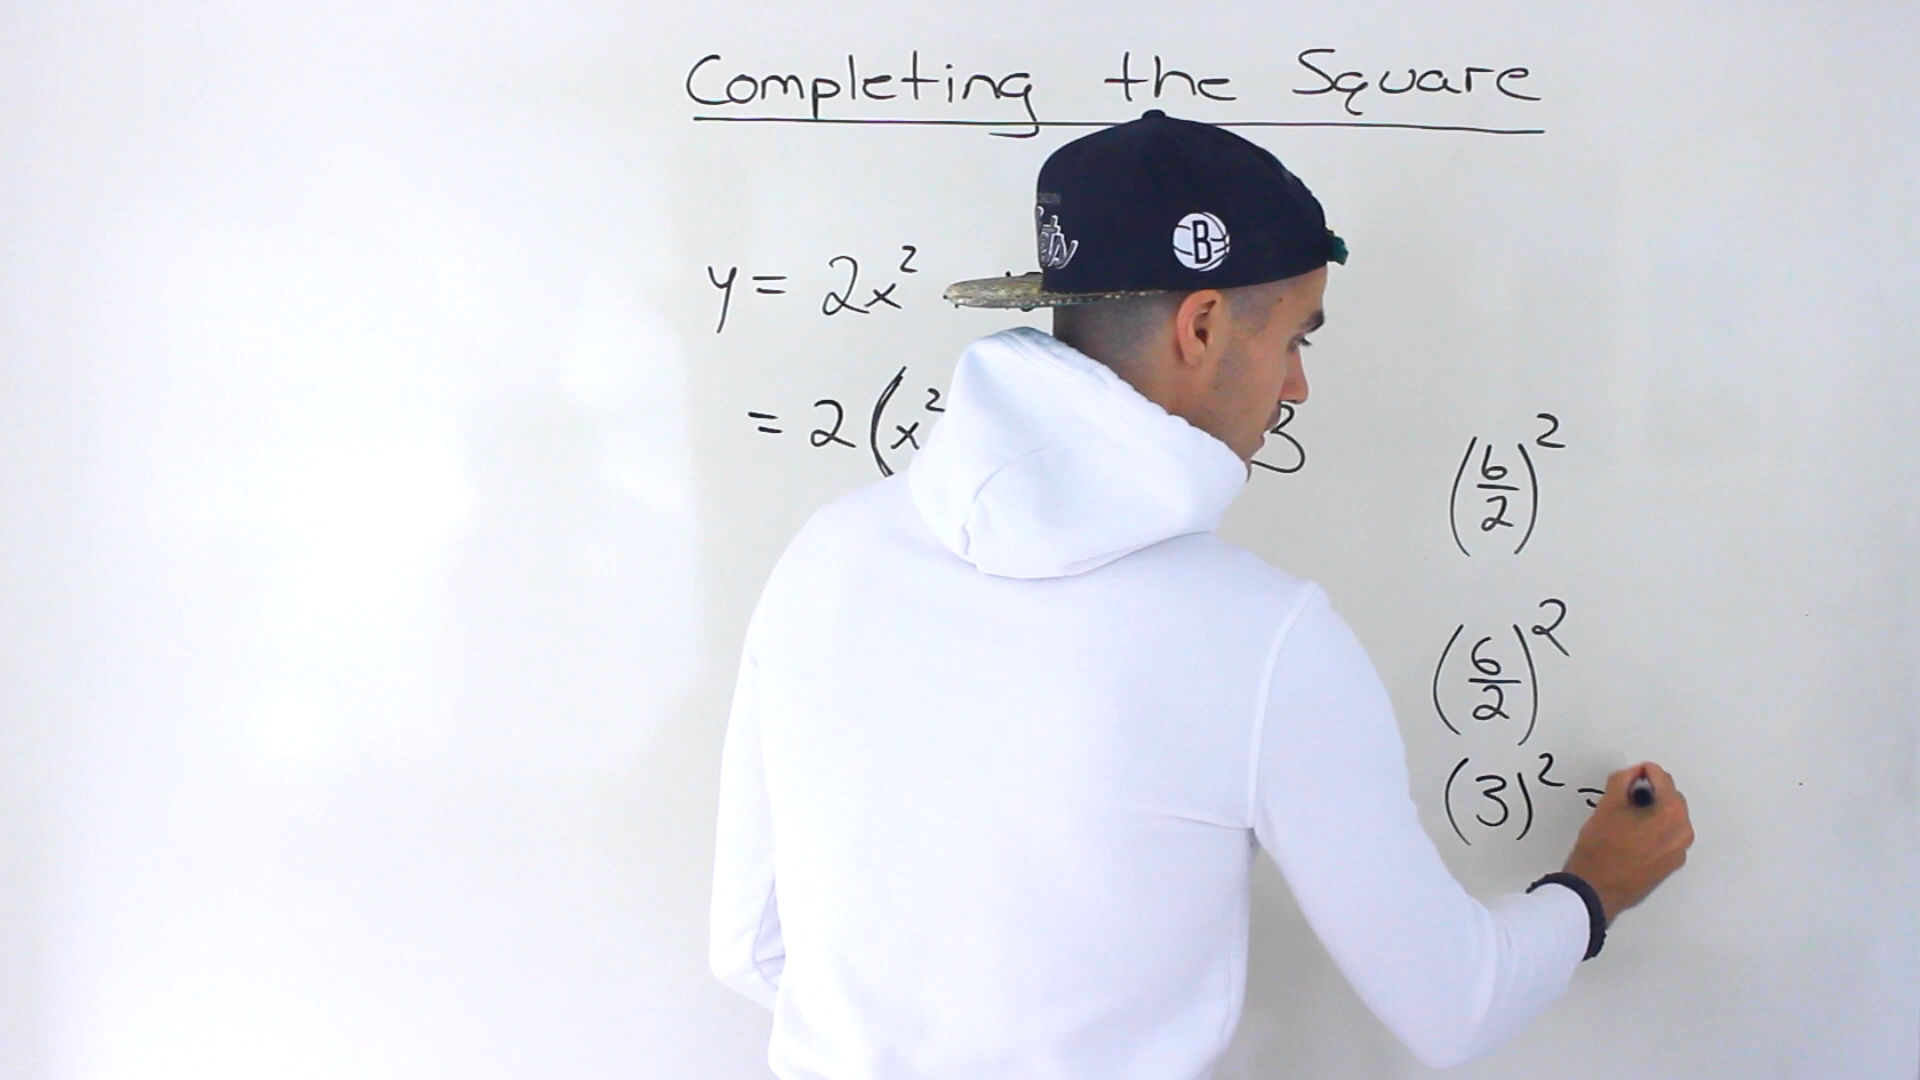 Completing the Square
y = 2x²
= 2(x² 3
(6/2)²
(6/2)²
(3)² =
B